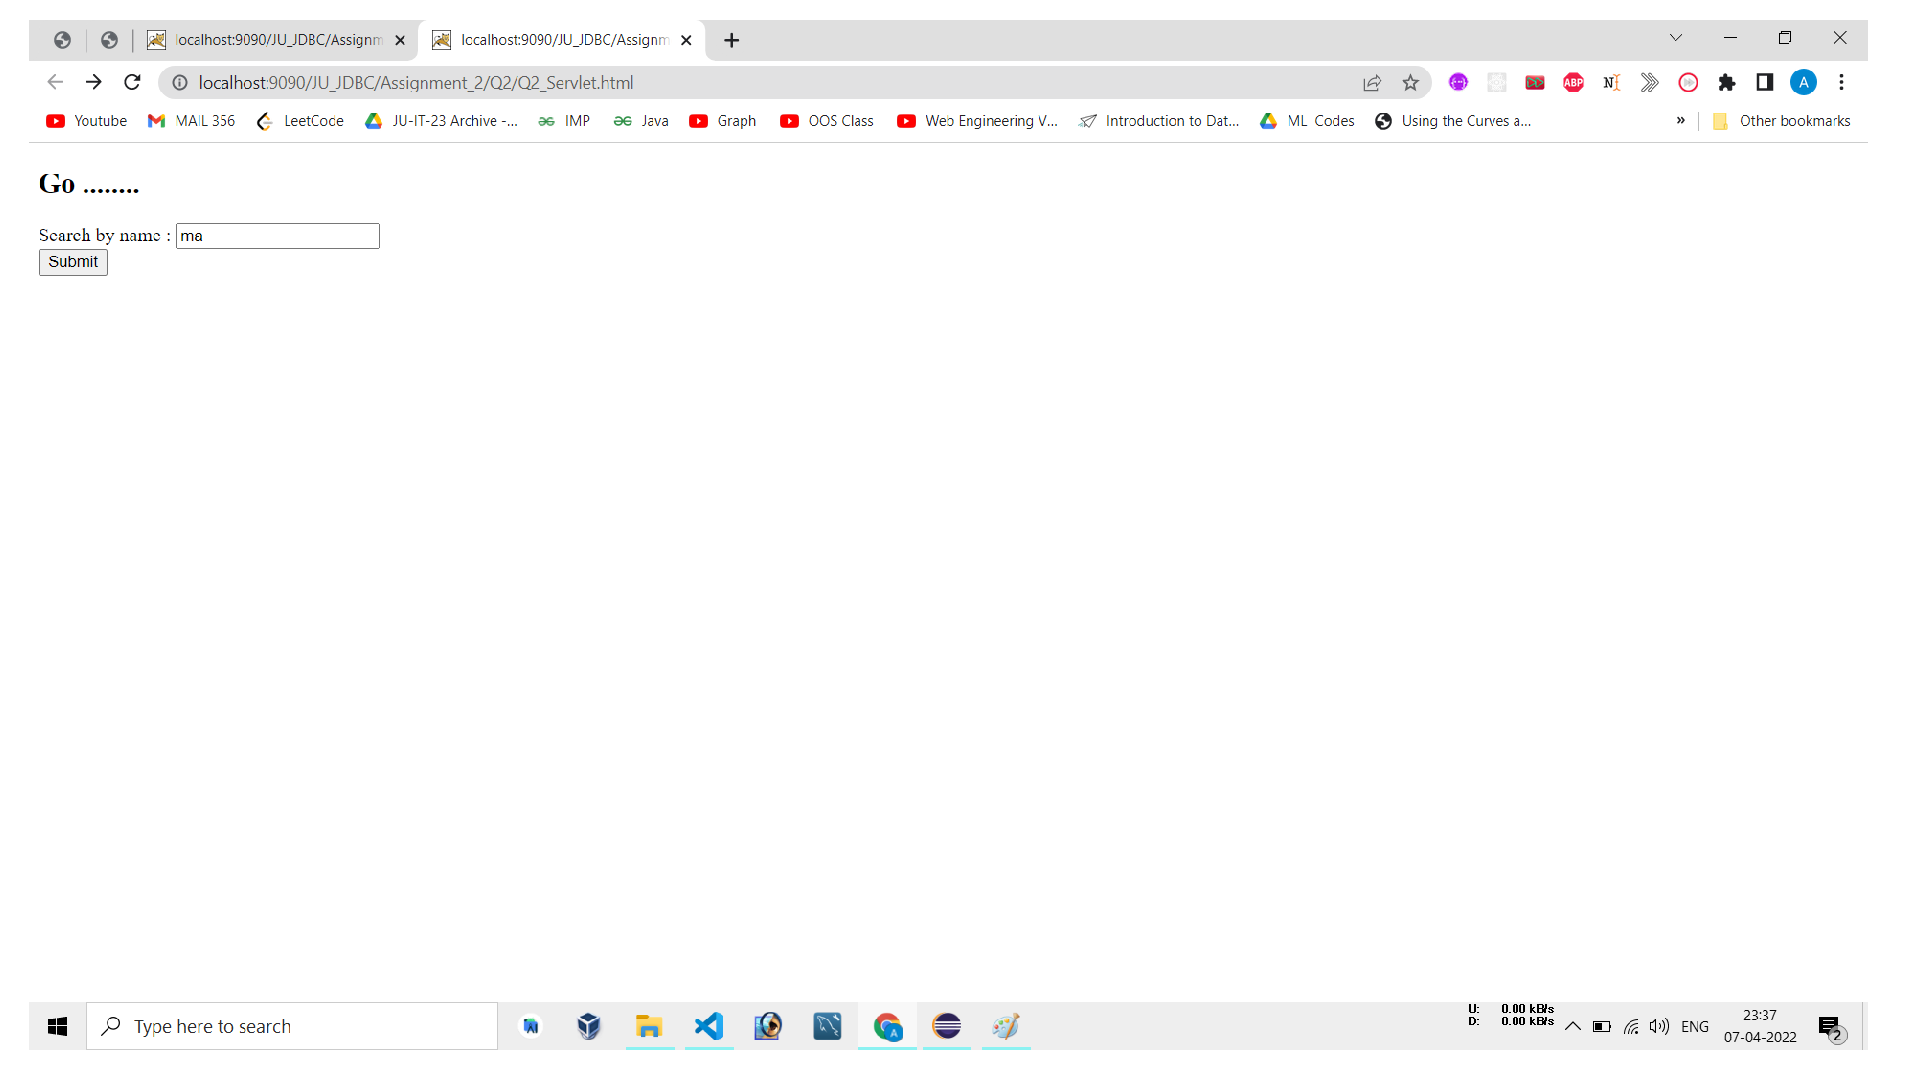 localhost:9090/JU_JDBC/Assignm localhost:9090/JU_JDBC/Assignm
localhost:9090/JU_JDBC/Assignment_2/Q2/Q2_Servlet.html ABP N A
Youtube MAIL 356 LeetCode JU-IT-23 Archive -... IMP Java Graph OOS Class Web Engineering V... Introduction to Dat... ML Codes Using the Curves a... » Other bookmarks
Go ........
Search by name : ma
Submit
Type here to search
U: 0.00 kB/s
D: 0.00 kB/s
ENG
23:37
07-04-2022
2